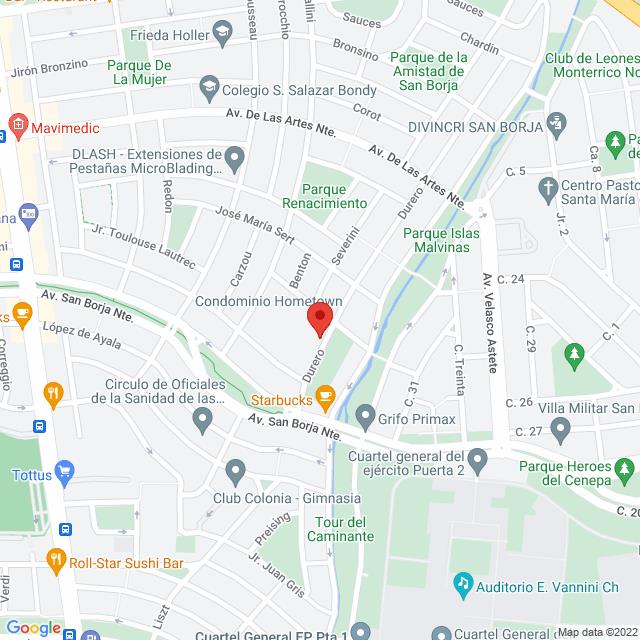 Frieda Holler
Sauces
Chardin
Sauces
Bronsino
Jirón Bronzino
Parque De
La Mujer
Parque de la
Amistad de
San Borja
Club de Leones
Monterrico No
Colegio S. Salazar Bondy
Corot
Av. De Las Artes Nte.
Mavimedic
DIVINCRI SAN BORJA
Ca. 8
DLASH - Extensiones de
Pestañas MicroBlading...
Av. De Las Artes Nte.
C. 5
Redon
Parque
Renacimiento
Centro Past
Santa María
Durero
José María Sert
Severini
Jr. 2
Jr. Toulouse Lautrec
Parque Islas
Malvinas
Carzou
Benton
Av. Velasco Astete
C. 24
Av. San Borja Nte.
Condominio Hometown
López de Ayala
C. Treinta
C. 29
Cenepa
Correggio
Durero
Circulo de Oficiales
de la Sanidad de las...
C. 31
Starbucks
C. 26
Villa Militar San
Av. San Borja Nte.
Grifo Primax
C. 27
Cuartel general del
ejército Puerta 2
Tottus
Parque Heroes
del Cenepa
Club Colonia - Gimnasia
C. 20
Preising
Tour del
Caminante
Roll-Star Sushi Bar
Jr. Juan Gris
Verdi
Liszt
Auditorio E. Vannini Ch
Google
Cuartel General EP Pta 1
Cuartel General
Map data ©2022